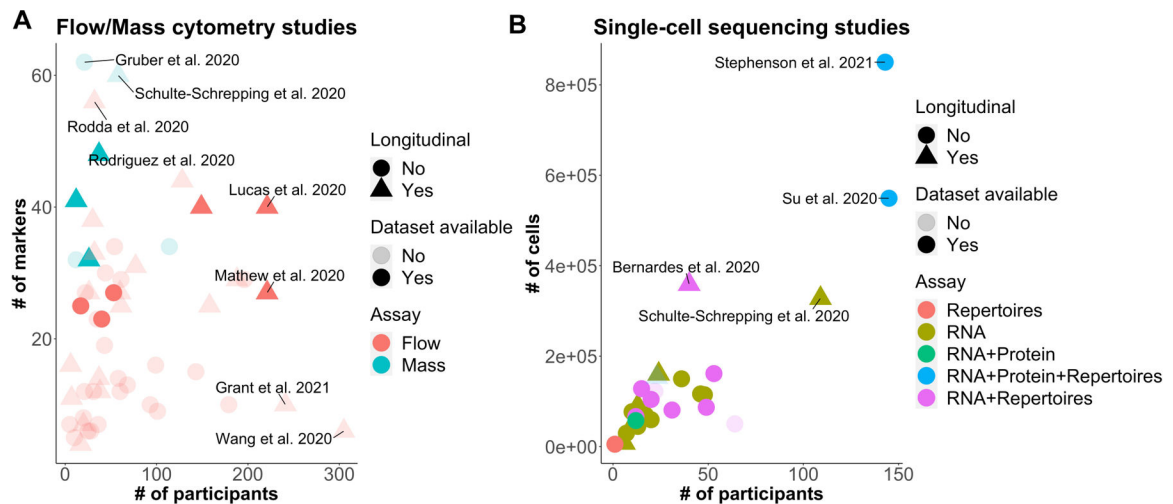 A
Flow/Mass cytometry studies
# of markers
60
40
20
Gruber et al. 2020
Schulte-Schrepping et al. 2020
Rodda et al. 2020
Rodriguez et al. 2020
Lucas et al. 2020
Mathew et al. 2020
Grant et al. 2021
Wang et al. 2020
0
100
200
300
# of participants
Longitudinal
No
Yes
Dataset available
No
Yes
Assay
Flow
Mass
B
Single-cell sequencing studies
# of cells
8e+05
6e+05
4e+05
2e+05
0e+00
Stephenson et al. 2021
Su et al. 2020
Bernardes et al. 2020
Schulte-Schrepping et al. 2020
0
50
100
150
# of participants
Longitudinal
No
Yes
Dataset available
No
Yes
Assay
Repertoires
RNA
RNA+Protein
RNA+Protein+Repertoires
RNA+Repertoires